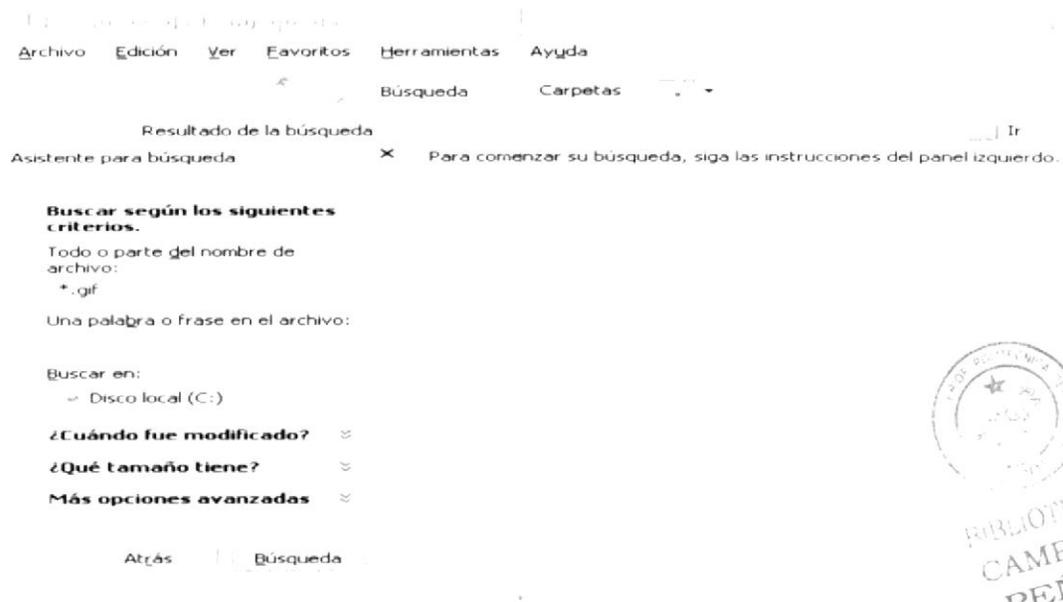 Archivo Edición Ver Favoritos Herramientas Ayuda
Búsqueda Carpetas
Resultado de la búsqueda Ir
Asistente para búsqueda × Para comenzar su búsqueda, siga las instrucciones del panel izquierdo.
Buscar según los siguientes
criterios.
Todo o parte del nombre de
archivo:
*.gif
Una palabra o frase en el archivo:
Buscar en:
Disco local (C:)
¿Cuándo fue modificado?
¿Qué tamaño tiene?
Más opciones avanzadas
Atrás Búsqueda